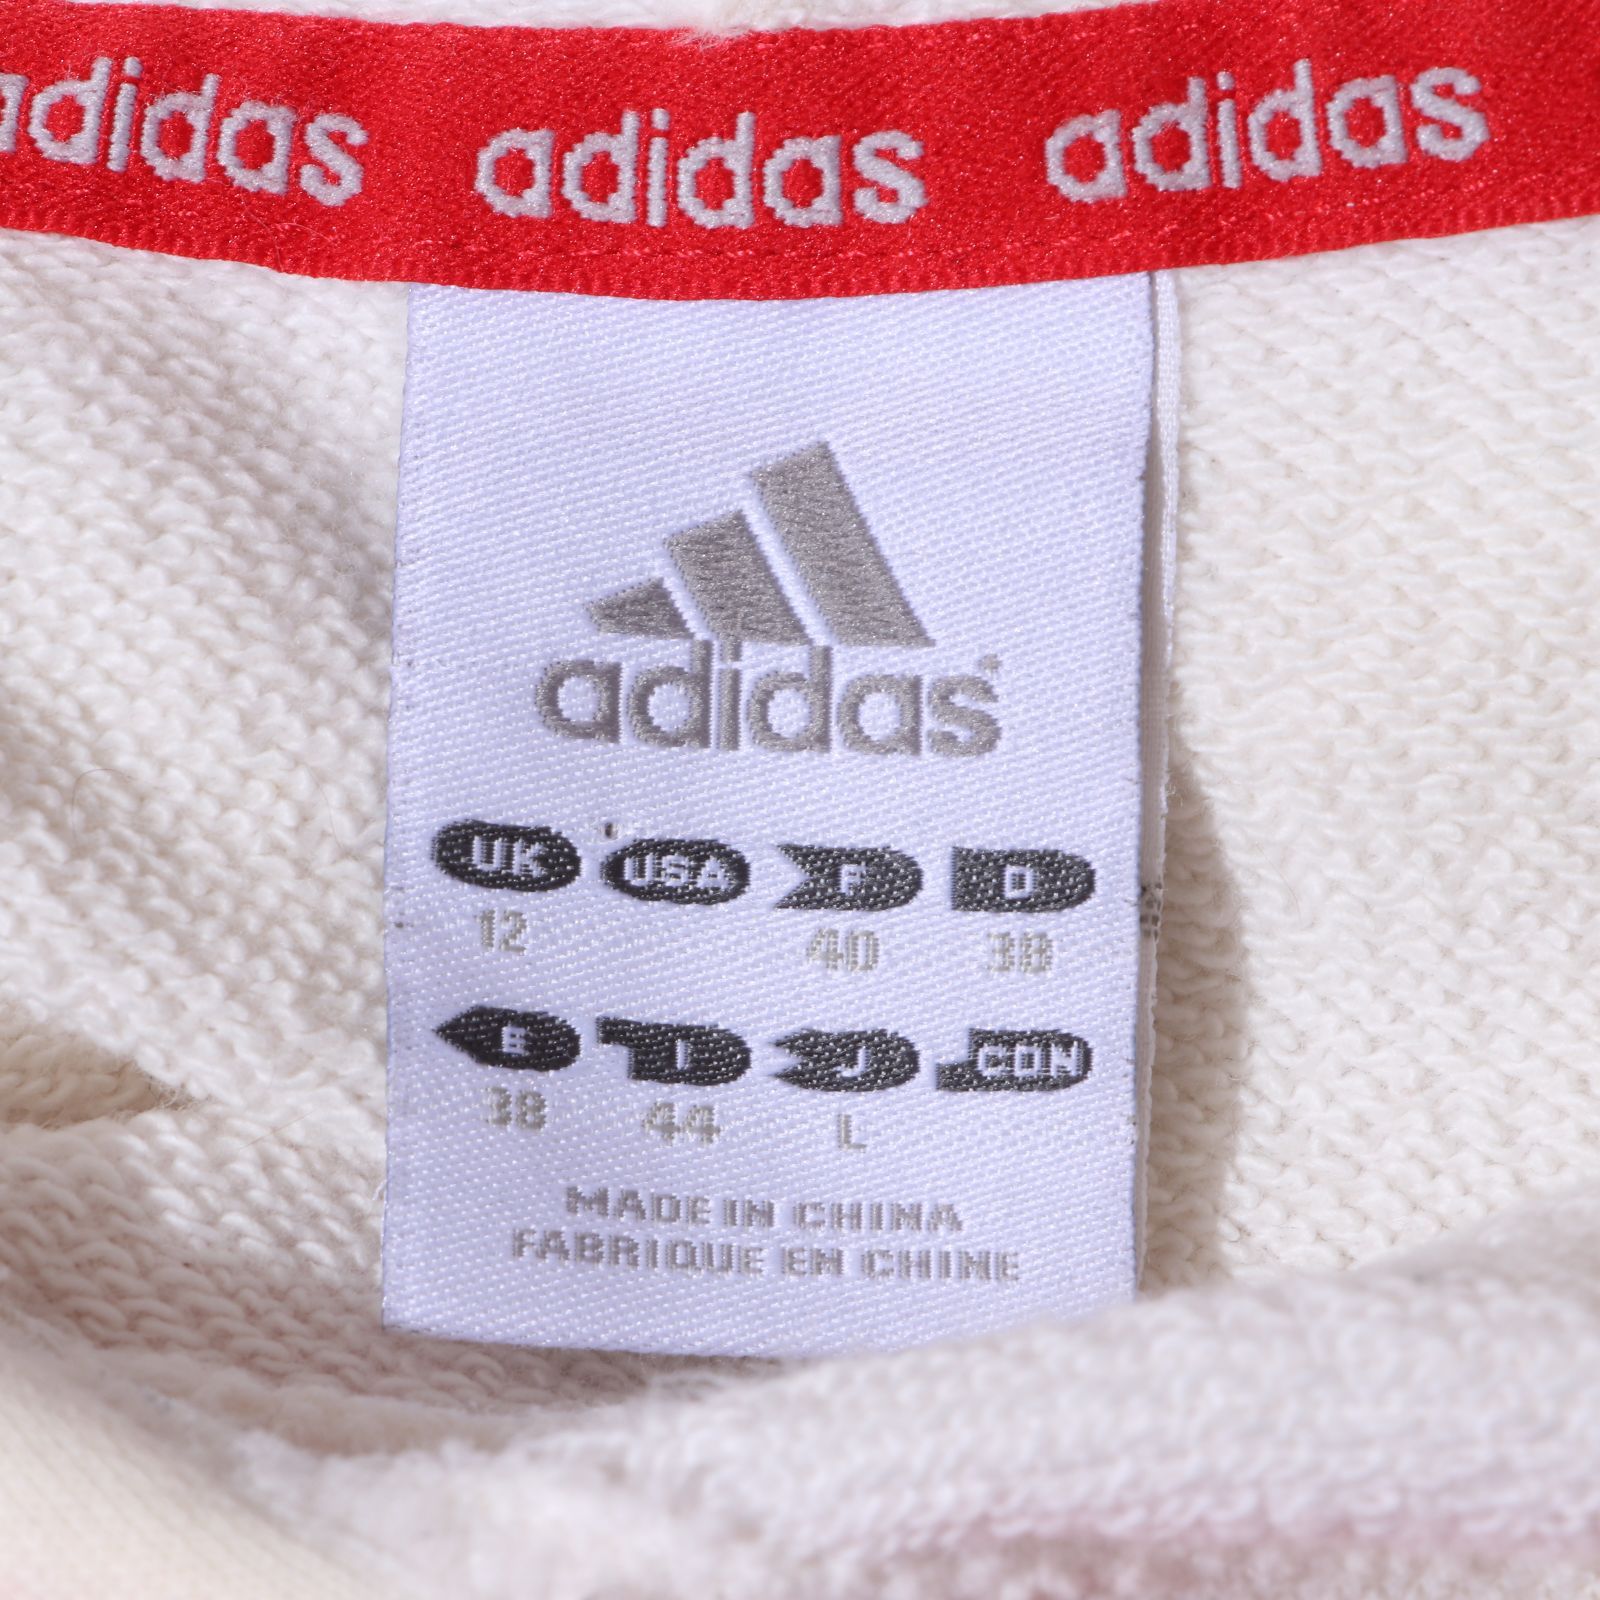 adidas adidas adidas
adidas
UK USA F D
12 40 38
E I J CON
38 44 L
MADE IN CHINA
FABRIQUE EN CHINE